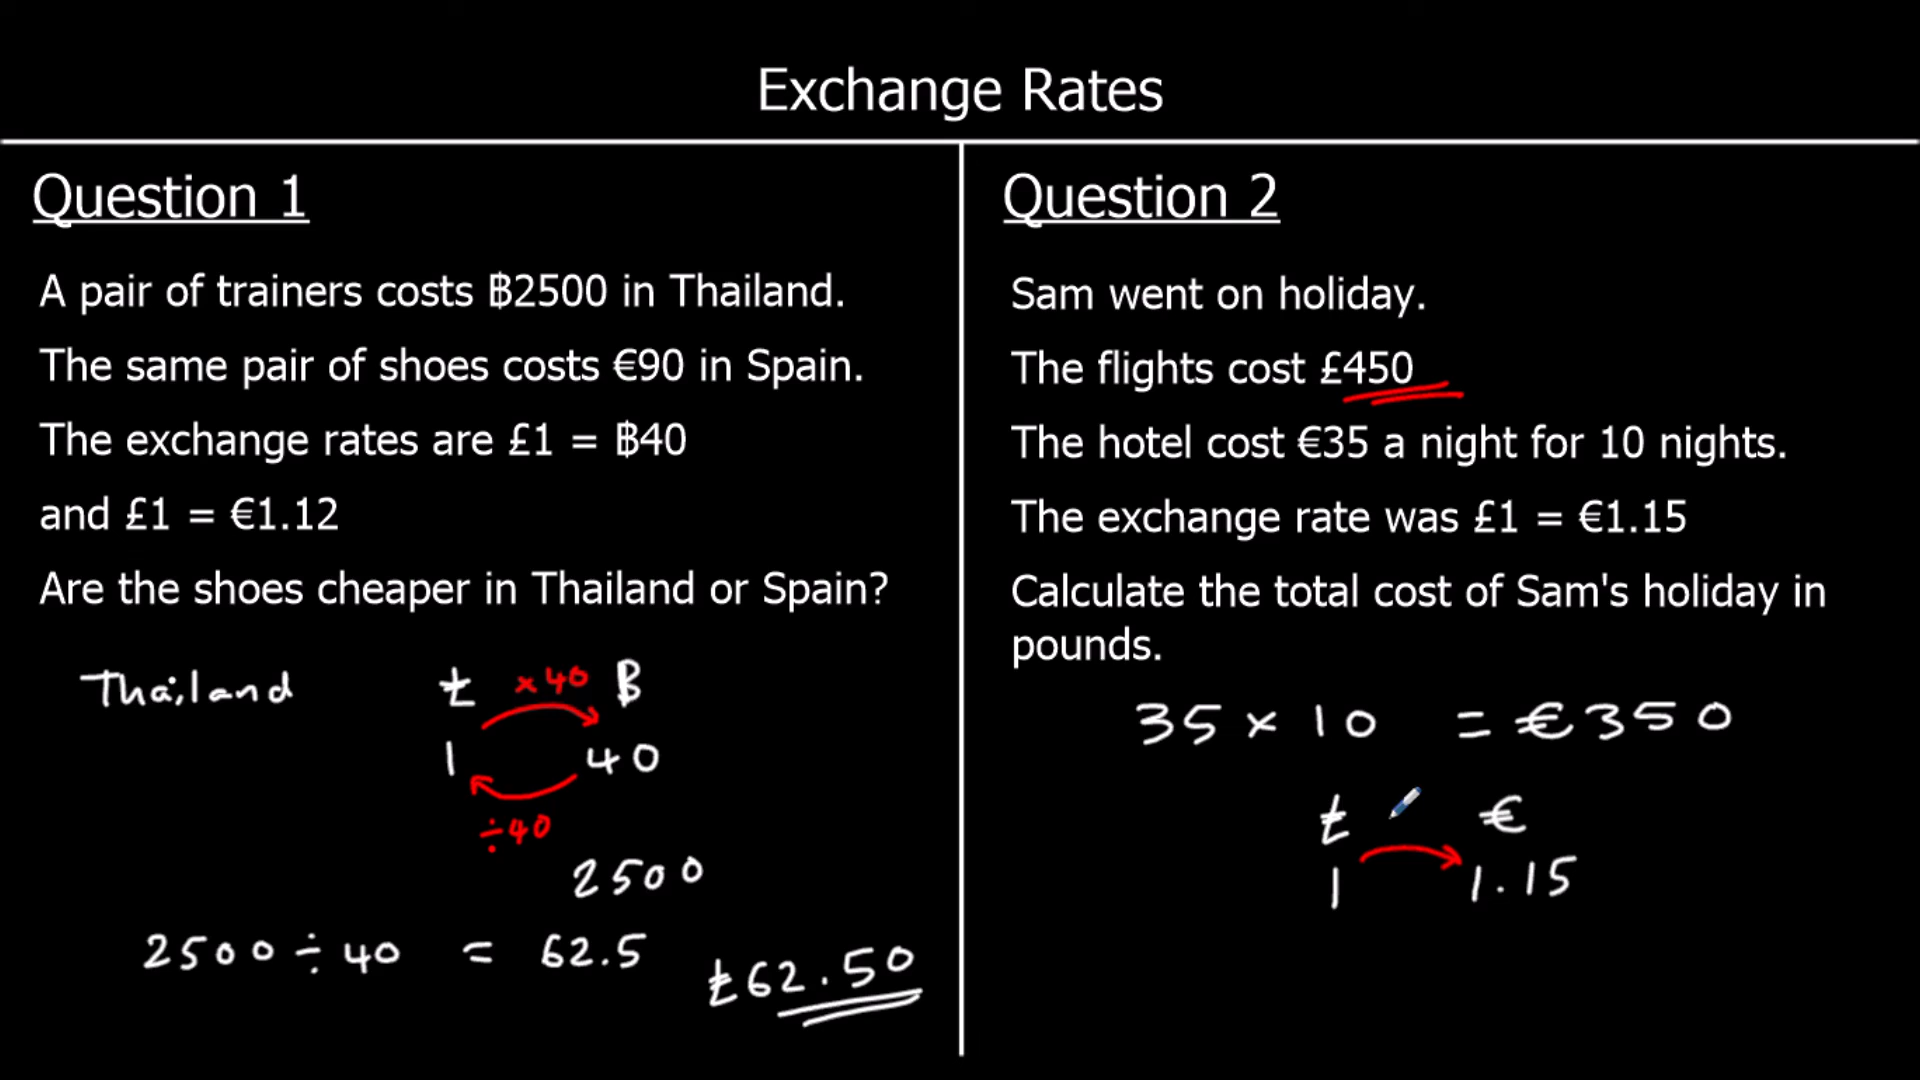 Exchange Rates
Question 1
A pair of trainers costs ฿2500 in Thailand.
The same pair of shoes costs €90 in Spain.
The exchange rates are £1 = ฿40
and £1 = €1.12
Are the shoes cheaper in Thailand or Spain?
Thailand £ ×40 ฿
1 40
÷40
2500
2500 ÷ 40 = 62.5 £62.50
Question 2
Sam went on holiday.
The flights cost £450
The hotel cost €35 a night for 10 nights.
The exchange rate was £1 = €1.15
Calculate the total cost of Sam's holiday in
pounds.
35 × 10 = €350
£ €
1 1.15